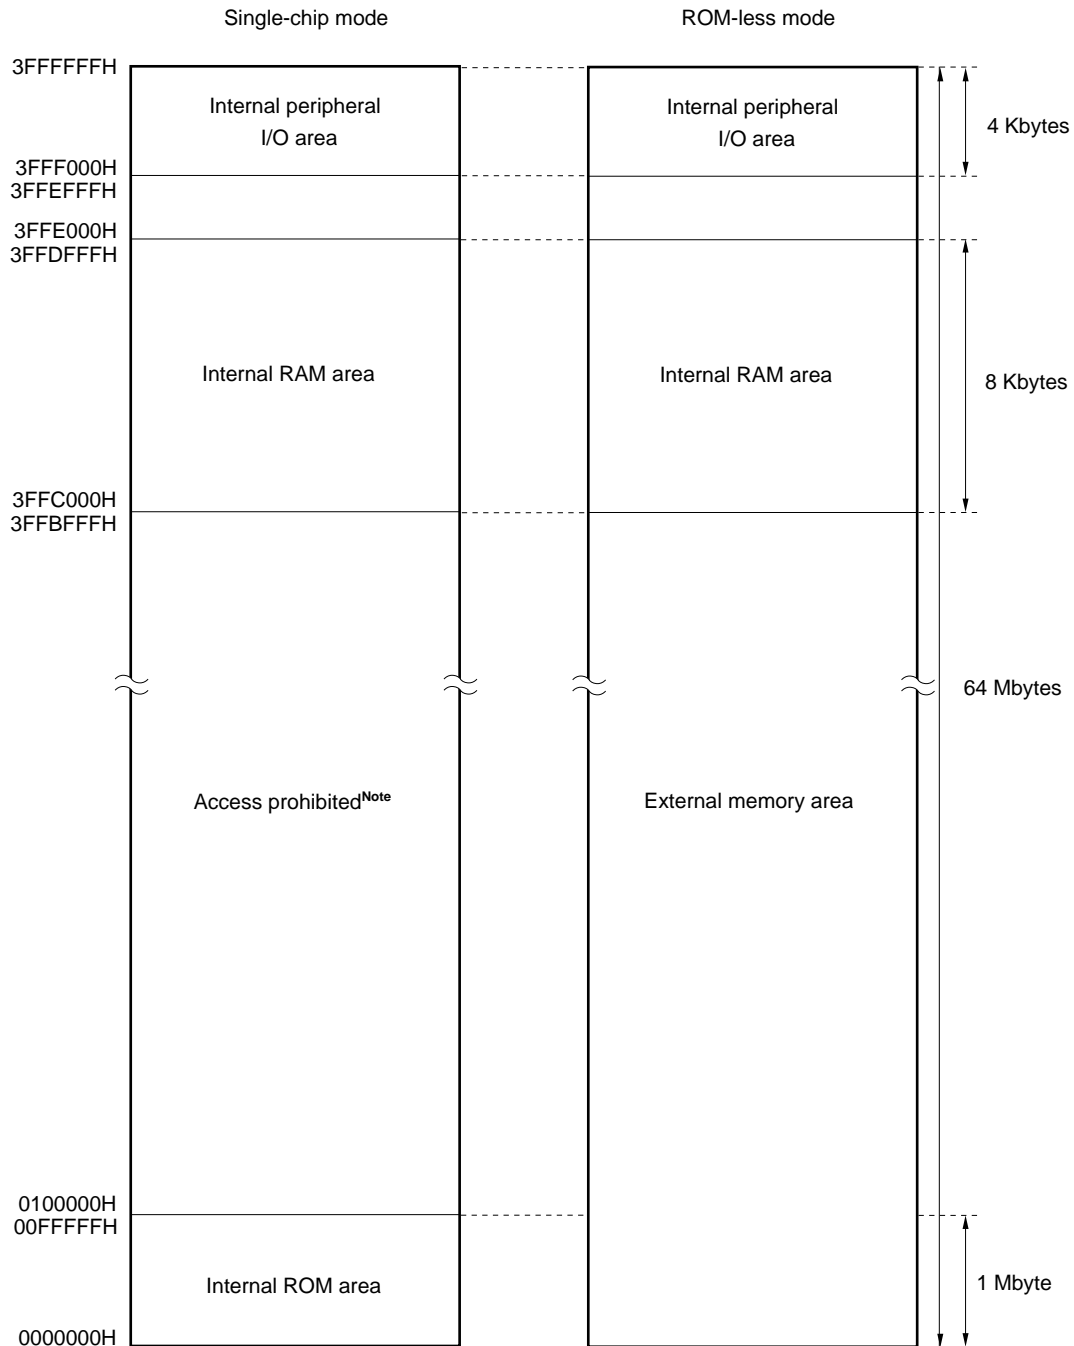 Single-chip mode
ROM-less mode
3FFFFFFH
Internal peripheral
I/O area
Internal peripheral
I/O area
4 Kbytes
3FFF000H
3FFEFFFH
3FFE000H
3FFDFFFH
Internal RAM area
Internal RAM area
8 Kbytes
3FFC000H
3FFBFFFH
64 Mbytes
Access prohibitedNote
External memory area
0100000H
00FFFFFH
Internal ROM area
1 Mbyte
0000000H